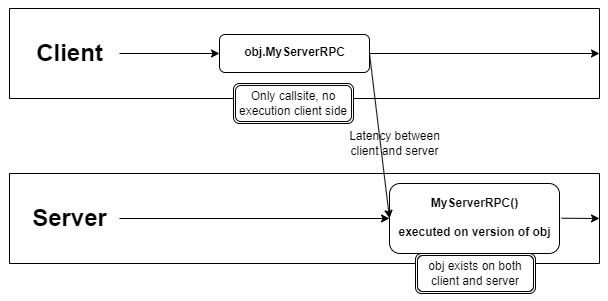 Client
obj.MyServerRPC
Only callsite, no
execution client side
Latency between
client and server
Server
MyServerRPC()
executed on version of obj
obj exists on both
client and server